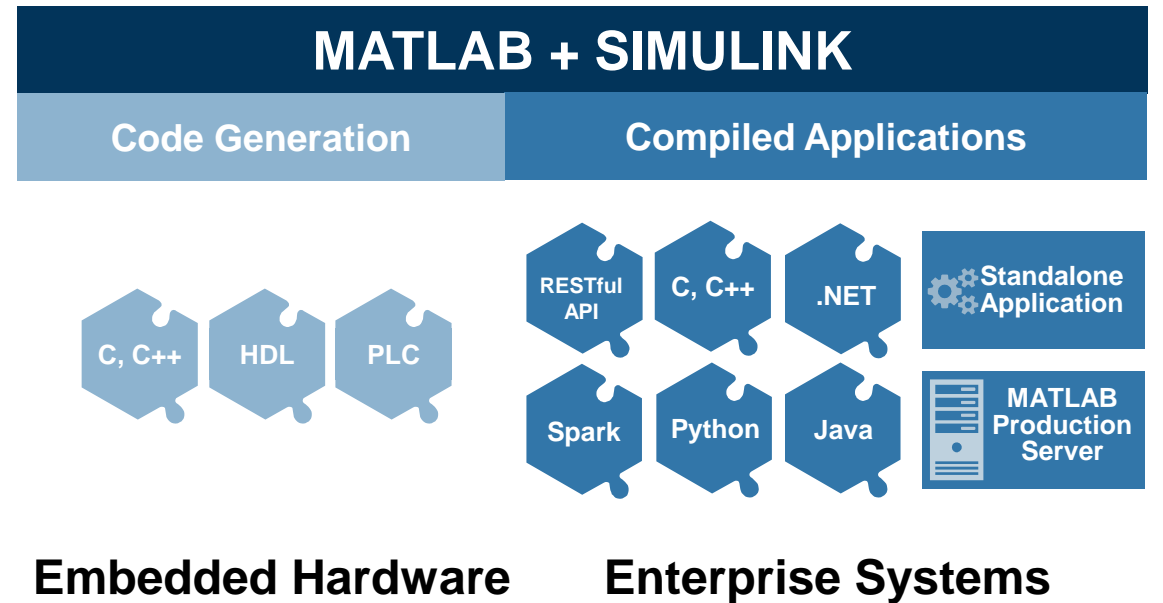 MATLAB + SIMULINK
Code Generation
Compiled Applications
C, C++
HDL
PLC
RESTful
API
C, C++
.NET
Standalone
Application
Spark
Python
Java
MATLAB
Production
Server
Embedded Hardware
Enterprise Systems